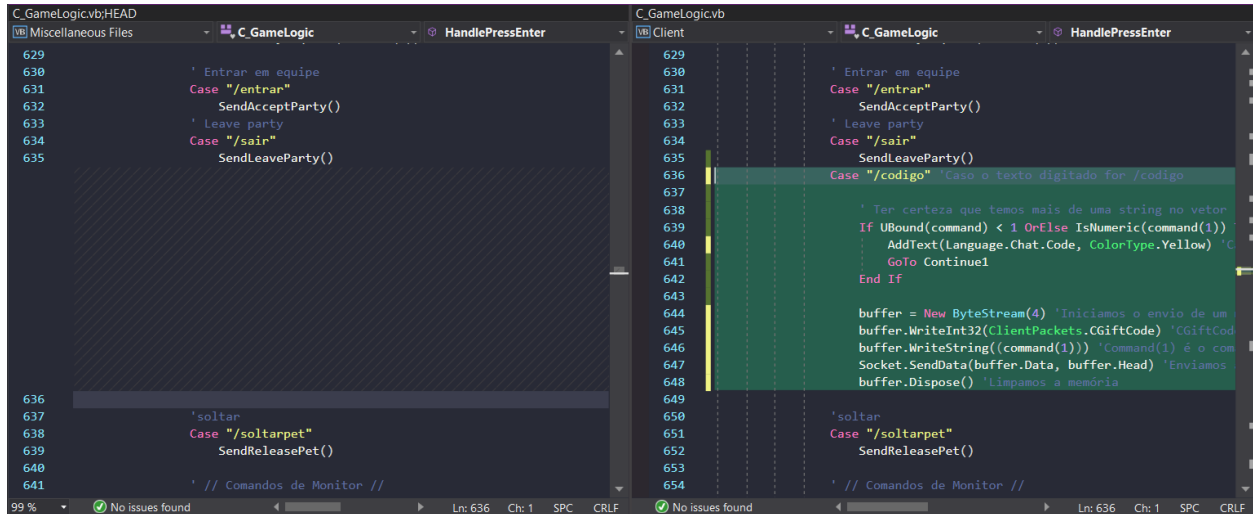 C_GameLogic.vb;HEAD
VB Miscellaneous Files C_GameLogic HandlePressEnter
629
630 ' Entrar em equipe
631 Case "/entrar"
632 SendAcceptParty()
633 ' Leave party
634 Case "/sair"
635 SendLeaveParty()
636
637 'soltar
638 Case "/soltarpet"
639 SendReleasePet()
640
641 ' // Comandos de Monitor //
99 % No issues found Ln: 636 Ch: 1 SPC CRLF
C_GameLogic.vb
VB Client C_GameLogic HandlePressEnter
629
630 ' Entrar em equipe
631 Case "/entrar"
632 SendAcceptParty()
633 ' Leave party
634 Case "/sair"
635 SendLeaveParty()
636 Case "/codigo" 'Caso o texto digitado for /codigo
637
638 ' Ter certeza que temos mais de uma string no vetor
639 If UBound(command) < 1 OrElse IsNumeric(command(1))
640 AddText(Language.Chat.Code, ColorType.Yellow) 'C
641 GoTo Continue1
642 End If
643
644 buffer = New ByteStream(4) 'Iniciamos o envio de um
645 buffer.WriteInt32(ClientPackets.CGiftCode) 'CGiftCod
646 buffer.WriteString((command(1))) 'Command(1) é o com
647 Socket.SendData(buffer.Data, buffer.Head) 'Enviamos
648 buffer.Dispose() 'Limpamos a memória
649
650 'soltar
651 Case "/soltarpet"
652 SendReleasePet()
653
654 ' // Comandos de Monitor //
No issues found Ln: 636 Ch: 1 SPC CRLF